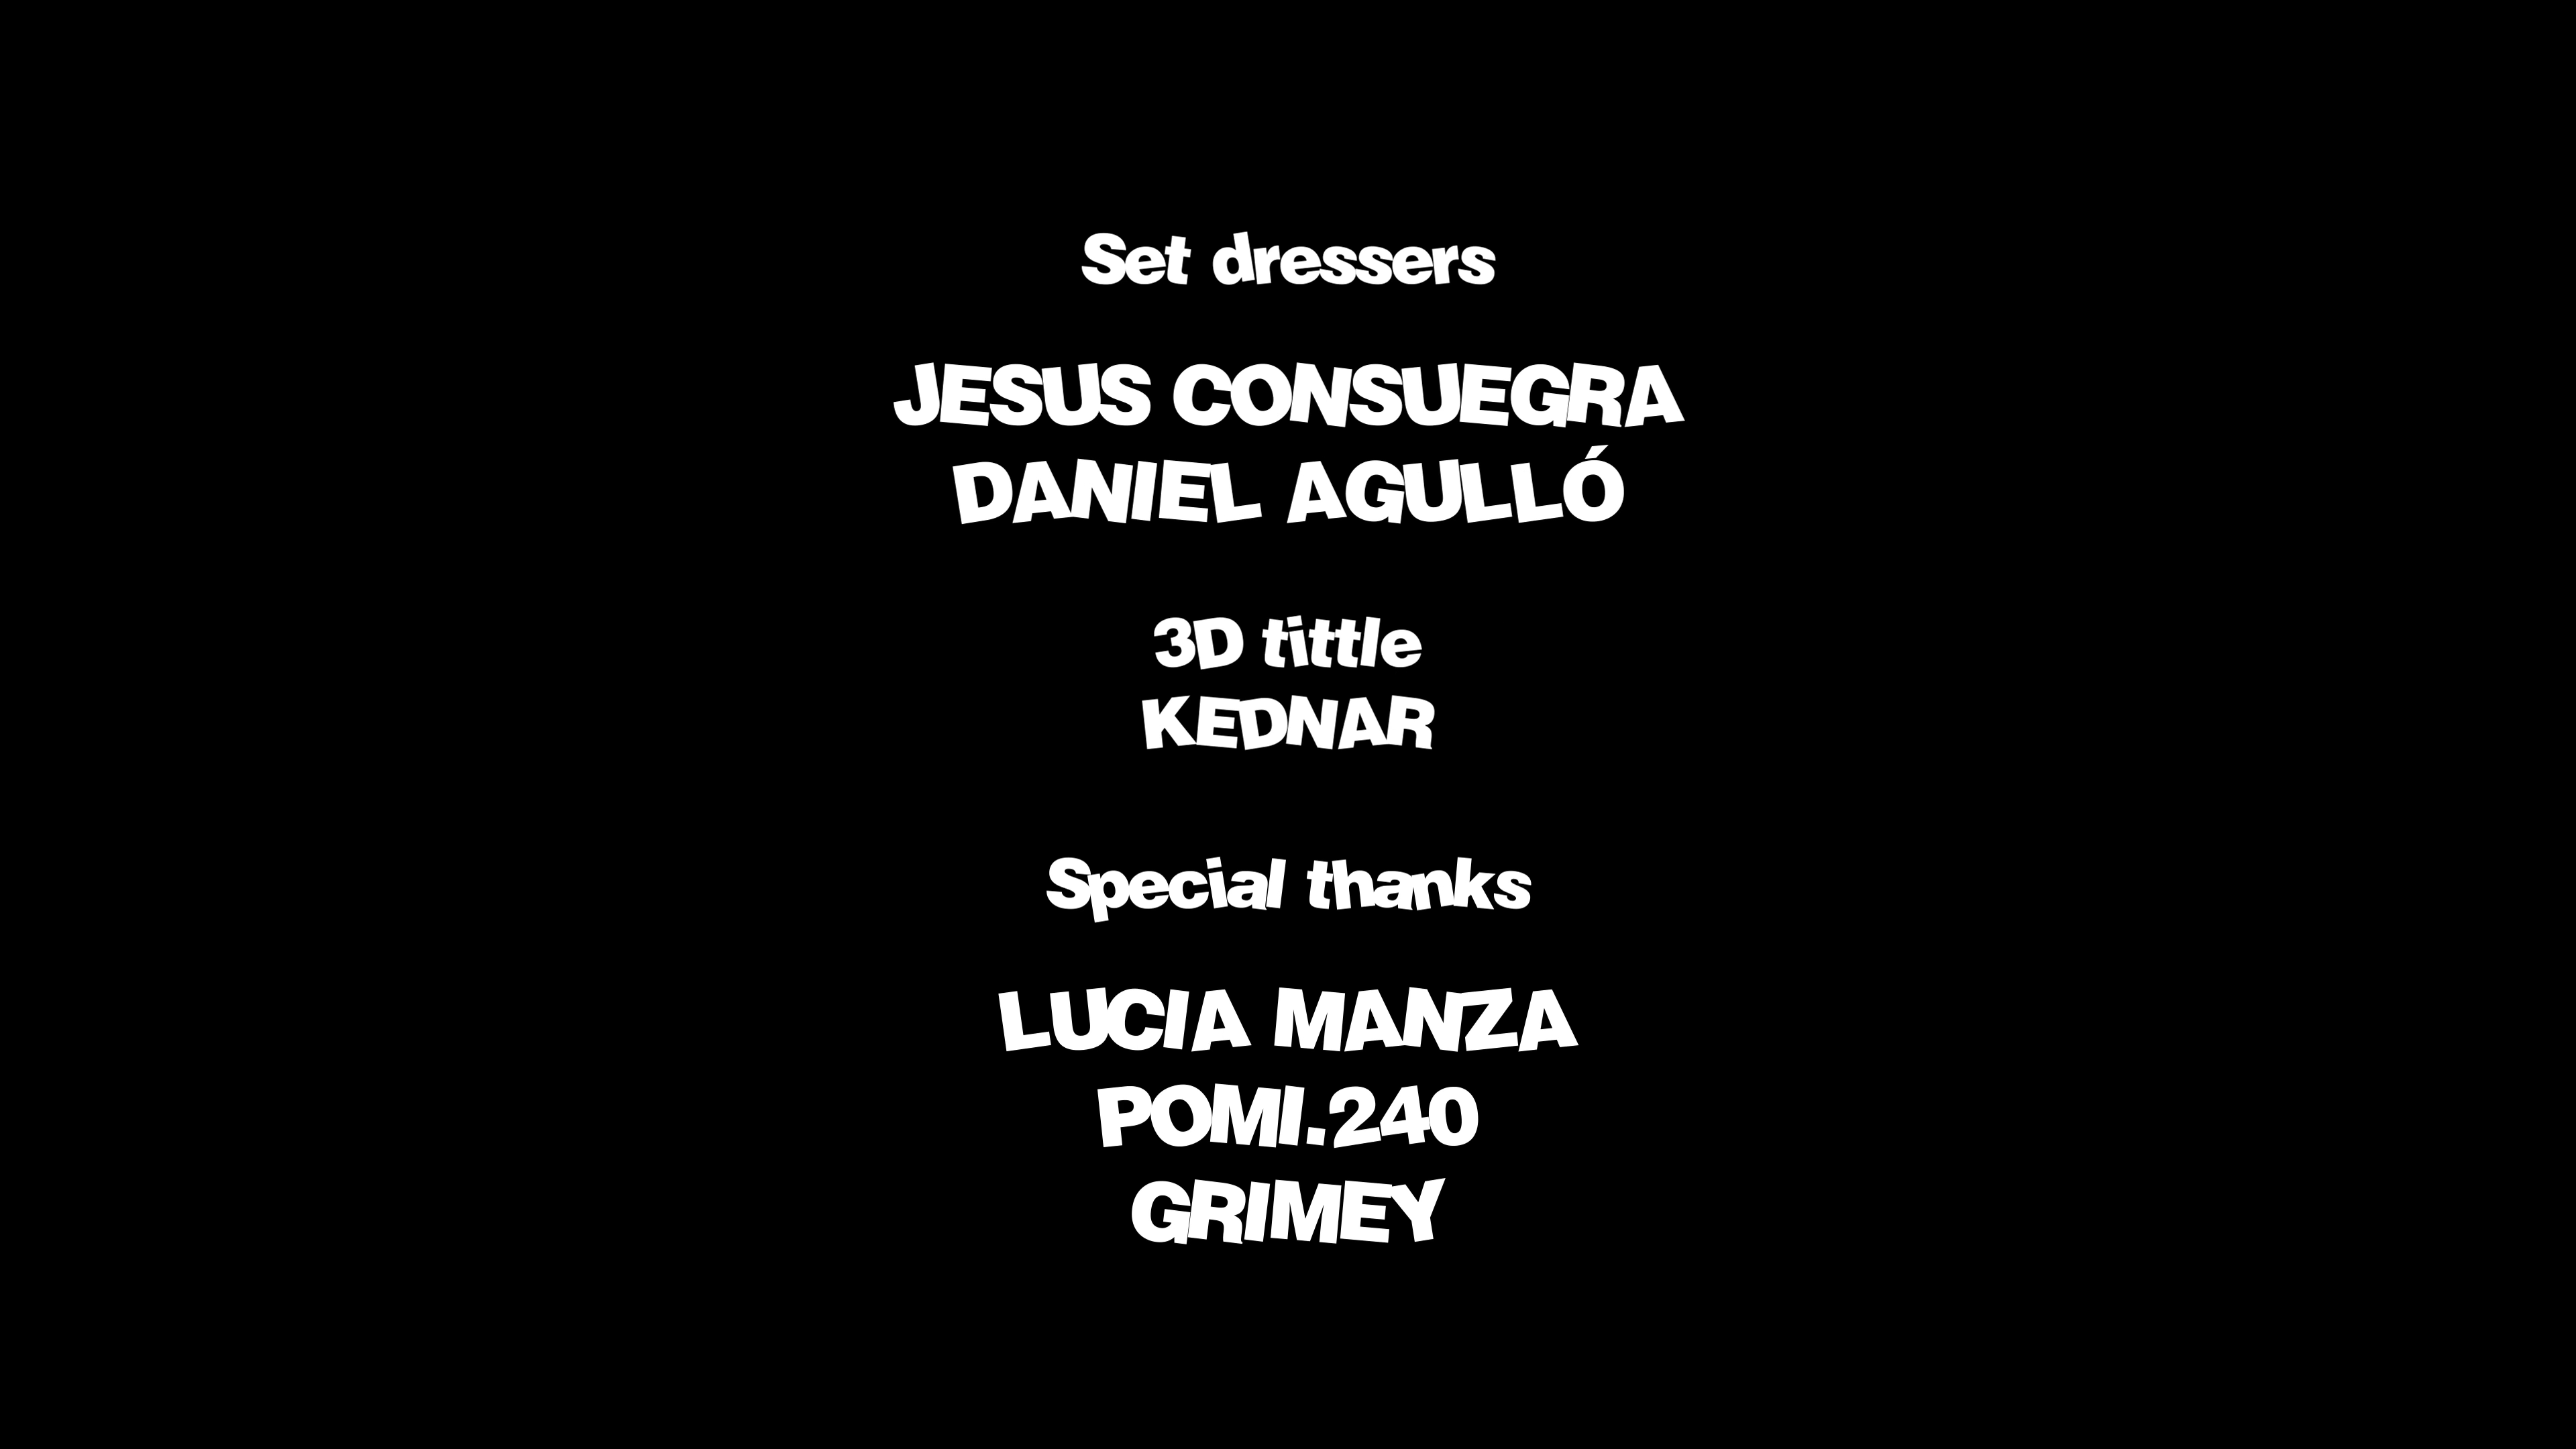 Set dressers
JESUS CONSUEGRA
DANIEL AGULLÓ
3D tittle
KEDNAR
Special thanks
LUCIA MANZA
POMI.240
GRIMEY